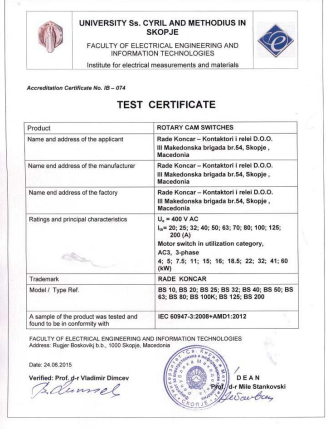 UNIVERSITY Ss. CYRIL AND METHODIUS IN
SKOPJE
FACULTY OF ELECTRICAL ENGINEERING AND
INFORMATION TECHNOLOGIES
Institute for electrical measurements and materials
Accreditation Certificate No. IB – 074
TEST CERTIFICATE
Product ROTARY CAM SWITCHES
Name and address of the applicant Rade Koncar – Kontaktori i relei D.O.O.
III Makedonska brigada br.54, Skopje ,
Macedonia
Name end address of the manufacturer Rade Koncar – Kontaktori i relei D.O.O.
III Makedonska brigada br.54, Skopje ,
Macedonia
Name end address of the factory Rade Koncar – Kontaktori i relei D.O.O.
III Makedonska brigada br.54, Skopje ,
Macedonia
Ratings and principal characteristics Ue = 400 V AC
Ith= 20; 25; 32; 40; 50; 63; 70; 80; 100; 125;
200 (A)
Motor switch in utilization category,
AC3, 3-phase
4; 5; 7.5; 11; 15; 16; 18.5; 22; 32; 41; 60
(kW)
Trademark RADE KONCAR
Model / Type Ref. BS 10, BS 20; BS 25; BS 32; BS 40; BS 50; BS
63; BS 80; BS 100K; BS 125; BS 200
A sample of the product was tested and IEC 60947-3:2008+AMD1:2012
found to be in conformity with
FACULTY OF ELECTRICAL ENGINEERING AND INFORMATION TECHNOLOGIES
Address: Rugjer Boskovikj b.b., 1000 Skopje, Macedonia
Date: 24.06.2015
Verified: Prof. d-r Vladimir Dimcev
D E A N
Prof. d-r Mile Stankovski